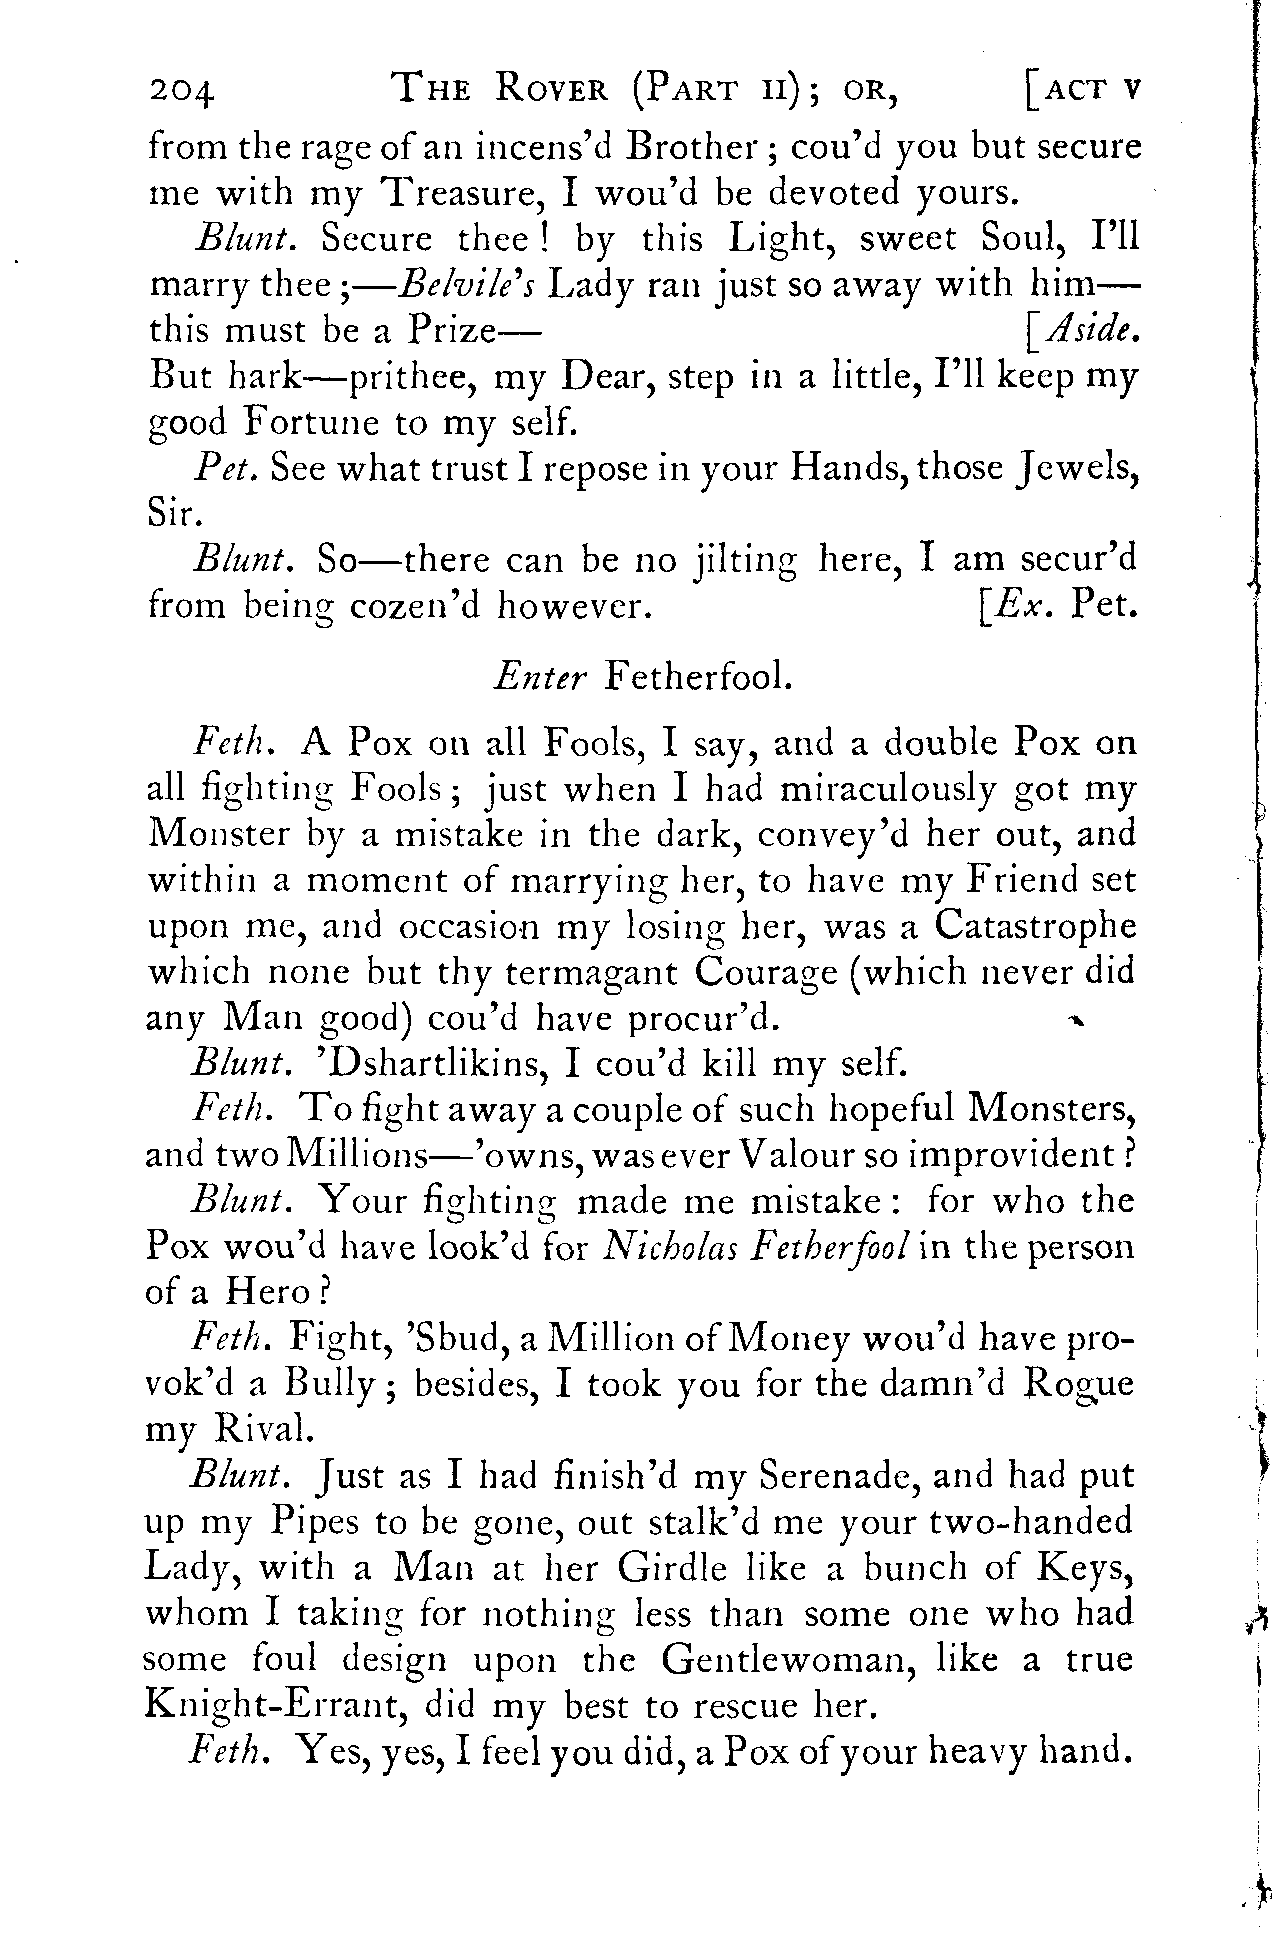 204 THE ROVER (PART II); OR, [ACT V
from the rage of an incens'd Brother; cou'd you but secure
me with my Treasure, I wou'd be devoted yours.
Blunt. Secure thee! by this Light, sweet Soul, I'll
marry thee;—Belvile's Lady ran just so away with him—
this must be a Prize— [Aside.
But hark—prithee, my Dear, step in a little, I'll keep my
good Fortune to my self.
Pet. See what trust I repose in your Hands, those Jewels,
Sir.
Blunt. So—there can be no jilting here, I am secur'd
from being cozen'd however. [Ex. Pet.
Enter Fetherfool.
Feth. A Pox on all Fools, I say, and a double Pox on
all fighting Fools; just when I had miraculously got my
Monster by a mistake in the dark, convey'd her out, and
within a moment of marrying her, to have my Friend set
upon me, and occasion my losing her, was a Catastrophe
which none but thy termagant Courage (which never did
any Man good) cou'd have procur'd.
Blunt. 'Dshartlikins, I cou'd kill my self.
Feth. To fight away a couple of such hopeful Monsters,
and two Millions—'owns, was ever Valour so improvident?
Blunt. Your fighting made me mistake: for who the
Pox wou'd have look'd for Nicholas Fetherfool in the person
of a Hero?
Feth. Fight, 'Sbud, a Million of Money wou'd have pro-
vok'd a Bully; besides, I took you for the damn'd Rogue
my Rival.
Blunt. Just as I had finish'd my Serenade, and had put
up my Pipes to be gone, out stalk'd me your two-handed
Lady, with a Man at her Girdle like a bunch of Keys,
whom I taking for nothing less than some one who had
some foul design upon the Gentlewoman, like a true
Knight-Errant, did my best to rescue her.
Feth. Yes, yes, I feel you did, a Pox of your heavy hand.